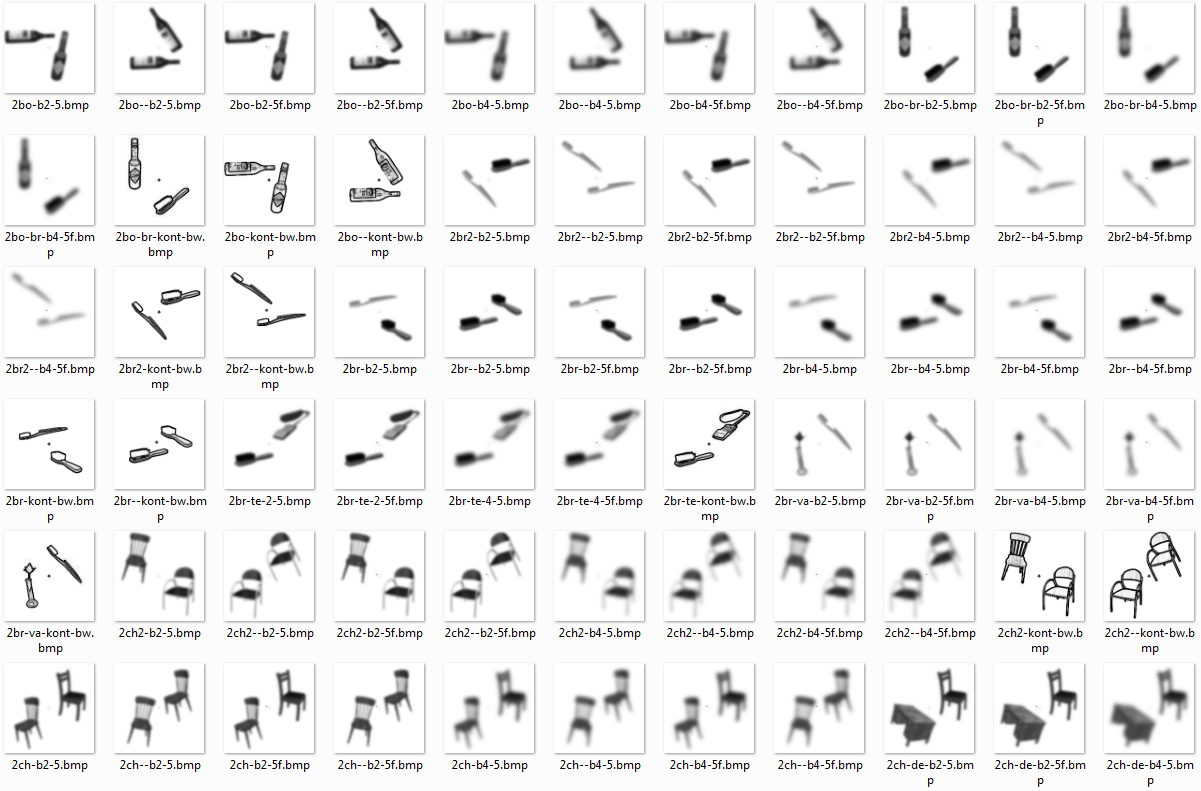 2bo-b2-5.bmp 2bo--b2-5.bmp 2bo-b2-5f.bmp 2bo--b2-5f.bmp 2bo-b4-5.bmp 2bo--b4-5.bmp 2bo-b4-5f.bmp 2bo--b4-5f.bmp 2bo-br-b2-5.bmp 2bo-br-b2-5f.bm 2bo-br-b4-5.bmp
p
2bo-br-b4-5f.bm 2bo-br-kont-bw. 2bo-kont-bw.bm 2bo--kont-bw.b 2br2-b2-5.bmp 2br2--b2-5.bmp 2br2-b2-5f.bmp 2br2--b2-5f.bmp 2br2-b4-5.bmp 2br2--b4-5.bmp 2br2-b4-5f.bmp
p bmp p mp
2br2--b4-5f.bmp 2br2-kont-bw.b 2br2--kont-bw.b 2br-b2-5.bmp 2br--b2-5.bmp 2br-b2-5f.bmp 2br--b2-5f.bmp 2br-b4-5.bmp 2br--b4-5.bmp 2br-b4-5f.bmp 2br--b4-5f.bmp
mp mp
2br-kont-bw.bm 2br--kont-bw.b 2br-te-2-5.bmp 2br-te-2-5f.bmp 2br-te-4-5.bmp 2br-te-4-5f.bmp 2br-te-kont-bw.b 2br-va-b2-5.bmp 2br-va-b2-5f.bm 2br-va-b4-5.bmp 2br-va-b4-5f.bm
p mp mp p p
2br-va-kont-bw. 2ch2-b2-5.bmp 2ch2--b2-5.bmp 2ch2-b2-5f.bmp 2ch2--b2-5f.bmp 2ch2-b4-5.bmp 2ch2--b4-5.bmp 2ch2-b4-5f.bmp 2ch2--b4-5f.bmp 2ch2-kont-bw.b 2ch2--kont-bw.b
bmp mp mp
2ch-b2-5.bmp 2ch--b2-5.bmp 2ch-b2-5f.bmp 2ch--b2-5f.bmp 2ch-b4-5.bmp 2ch--b4-5.bmp 2ch-b4-5f.bmp 2ch--b4-5f.bmp 2ch-de-b2-5.bm 2ch-de-b2-5f.bm 2ch-de-b4-5.bm
p p p